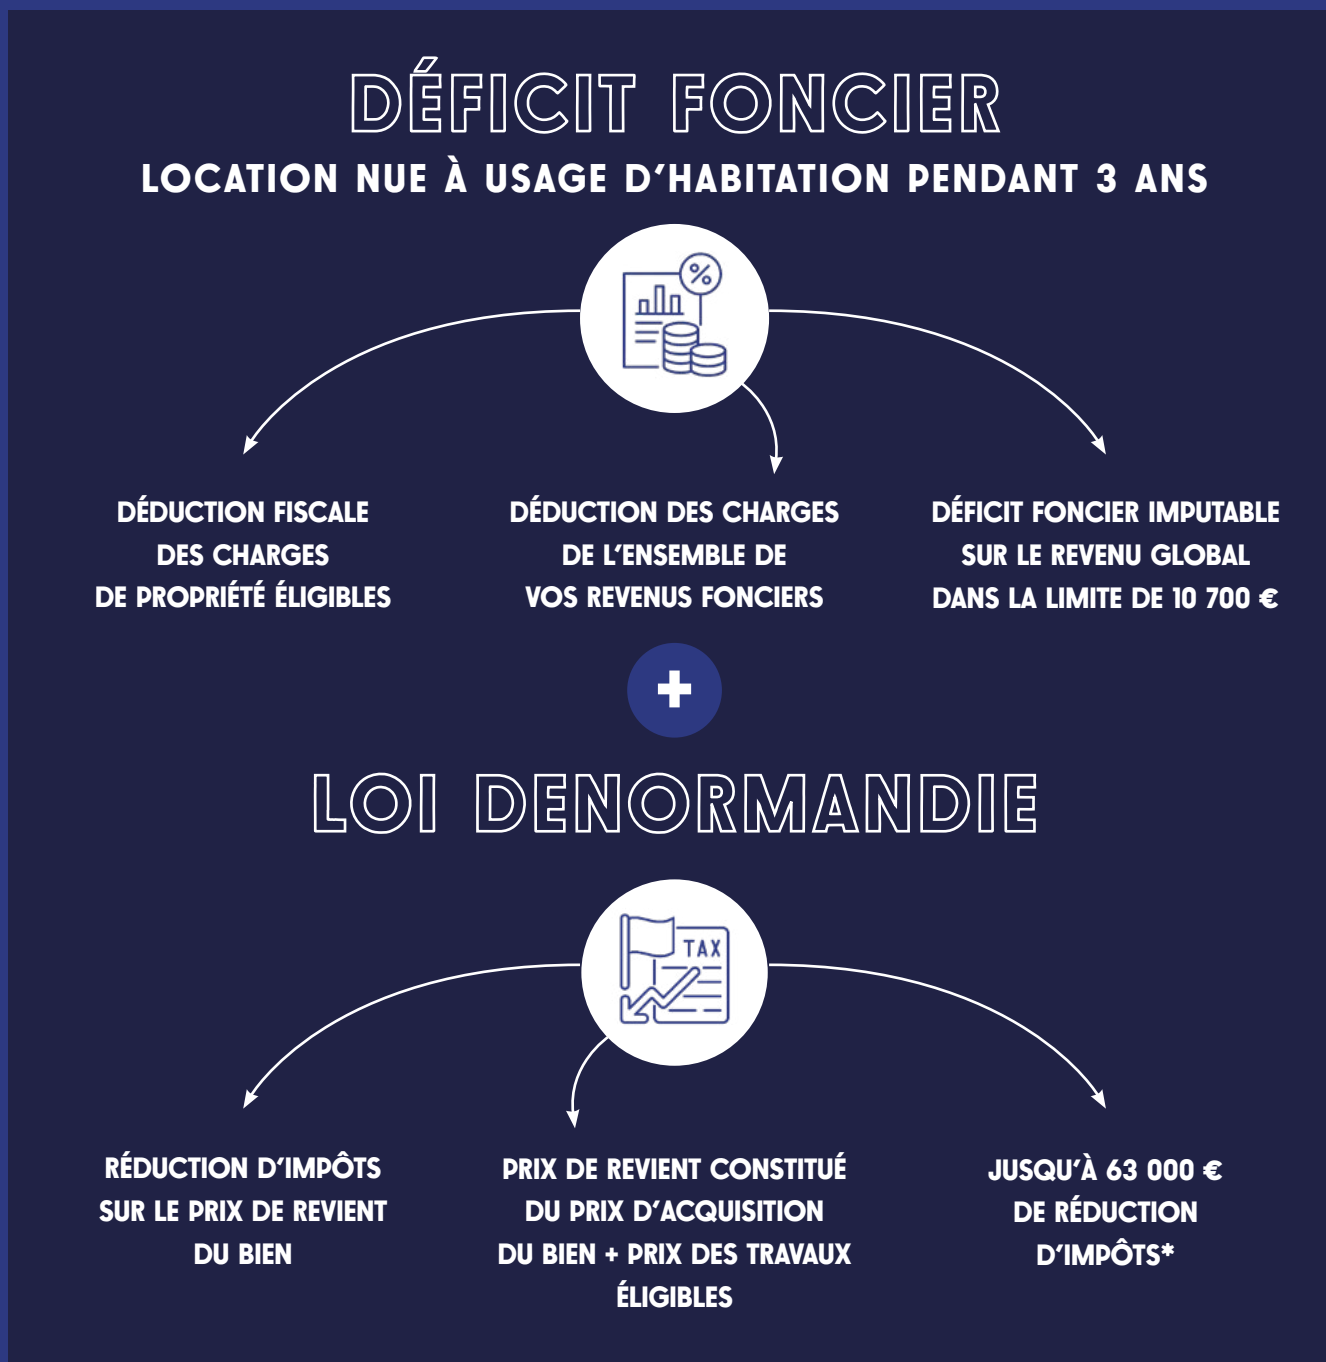 DÉFICIT FONCIER
LOCATION NUE À USAGE D'HABITATION PENDANT 3 ANS
%
DÉDUCTION FISCALE
DES CHARGES
DE PROPRIÉTÉ ÉLIGIBLES
DÉDUCTION DES CHARGES
DE L'ENSEMBLE DE
VOS REVENUS FONCIERS
DÉFICIT FONCIER IMPUTABLE
SUR LE REVENU GLOBAL
DANS LA LIMITE DE 10 700 €
+
LOI DENORMANDIE
TAX
RÉDUCTION D'IMPÔTS
SUR LE PRIX DE REVIENT
DU BIEN
PRIX DE REVIENT CONSTITUÉ
DU PRIX D'ACQUISITION
DU BIEN + PRIX DES TRAVAUX
ÉLIGIBLES
JUSQU'À 63 000 €
DE RÉDUCTION
D'IMPÔTS*